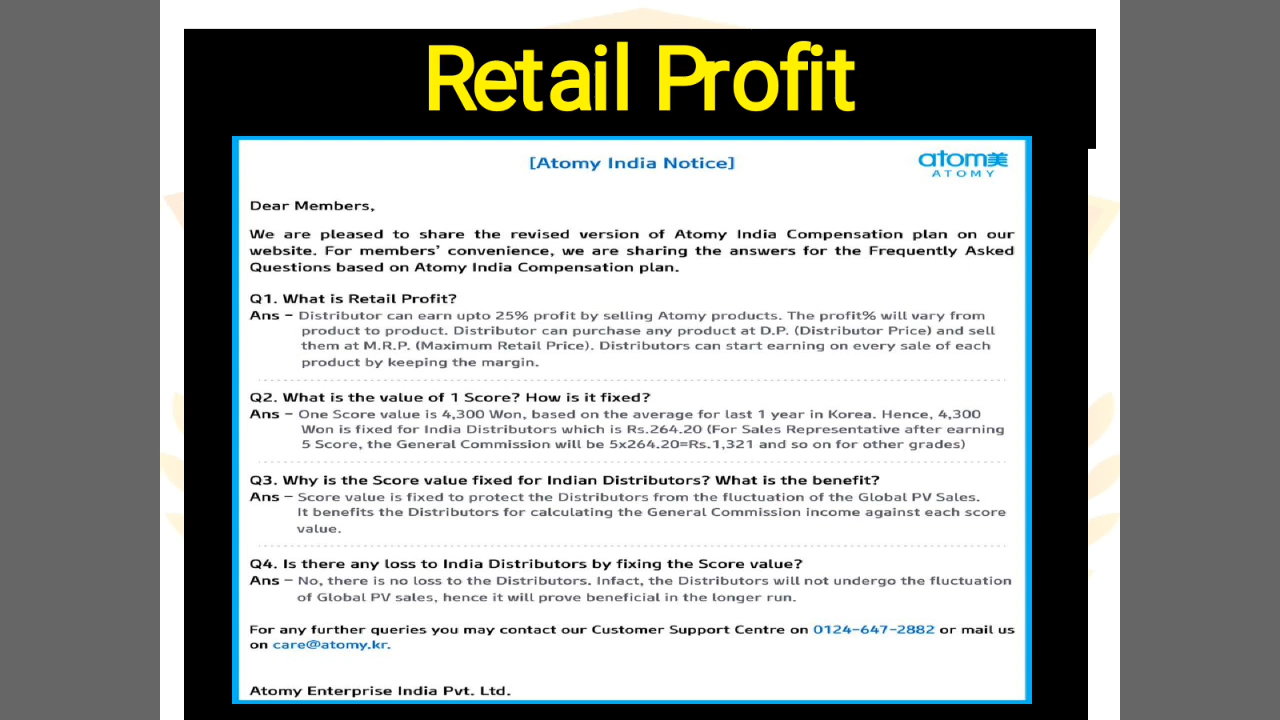 Retail Profit
[Atomy India Notice]
atom美
ATOMY
Dear Members,
We are pleased to share the revised version of Atomy India Compensation plan on our
website. For members’ convenience, we are sharing the answers for the Frequently Asked
Questions based on Atomy India Compensation plan.
Q1. What is Retail Profit?
Ans – Distributor can earn upto 25% profit by selling Atomy products. The profit% will vary from
product to product. Distributor can purchase any product at D.P. (Distributor Price) and sell
them at M.R.P. (Maximum Retail Price). Distributors can start earning on every sale of each
product by keeping the margin.
Q2. What is the value of 1 Score? How is it fixed?
Ans – One Score value is 4,300 Won, based on the average for last 1 year in Korea. Hence, 4,300
Won is fixed for India Distributors which is Rs.264.20 (For Sales Representative after earning
5 Score, the General Commission will be 5x264.20=Rs.1,321 and so on for other grades)
Q3. Why is the Score value fixed for Indian Distributors? What is the benefit?
Ans – Score value is fixed to protect the Distributors from the fluctuation of the Global PV Sales.
It benefits the Distributors for calculating the General Commission income against each score
value.
Q4. Is there any loss to India Distributors by fixing the Score value?
Ans – No, there is no loss to the Distributors. Infact, the Distributors will not undergo the fluctuation
of Global PV sales, hence it will prove beneficial in the longer run.
For any further queries you may contact our Customer Support Centre on 0124-647-2882 or mail us
on care@atomy.kr.
Atomy Enterprise India Pvt. Ltd.